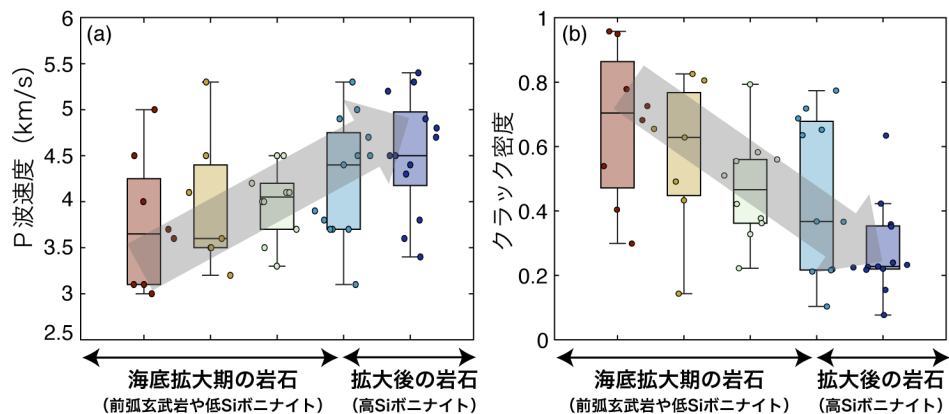 (a)
P波速度（km/s）
6
5.5
5
4.5
4
3.5
3
2.5
海底拡大期の岩石
（前弧玄武岩や低Siボニナイト）
拡大後の岩石
（高Siボニナイト）
(b)
クラック密度
1
0.8
0.6
0.4
0.2
0
海底拡大期の岩石
（前弧玄武岩や低Siボニナイト）
拡大後の岩石
（高Siボニナイト）